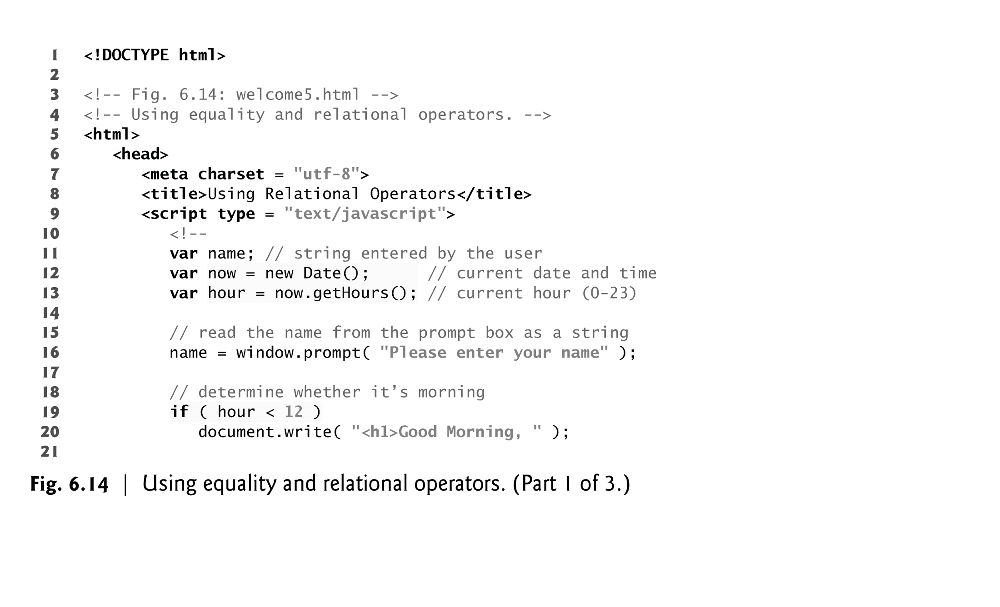 1 <!DOCTYPE html>
2
3 <!-- Fig. 6.14: welcome5.html -->
4 <!-- Using equality and relational operators. -->
5 <html>
6    <head>
7       <meta charset = "utf-8">
8       <title>Using Relational Operators</title>
9       <script type = "text/javascript">
10         <!--
11         var name; // string entered by the user
12         var now = new Date();      // current date and time
13         var hour = now.getHours(); // current hour (0-23)
14
15         // read the name from the prompt box as a string
16         name = window.prompt( "Please enter your name" );
17
18         // determine whether it’s morning
19         if ( hour < 12 )
20            document.write( "<h1>Good Morning, " );
21
Fig. 6.14 | Using equality and relational operators. (Part 1 of 3.)